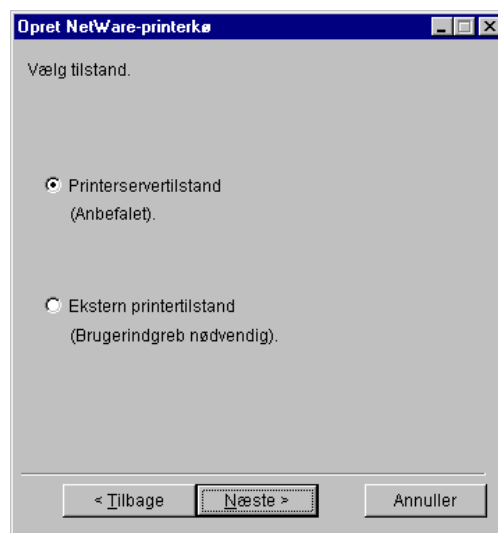 Opret NetWare-printerkø
Vælg tilstand.
Printerservertilstand
(Anbefalet).
Ekstern printertilstand
(Brugerindgreb nødvendig).
< Tilbage
Næste >
Annuller